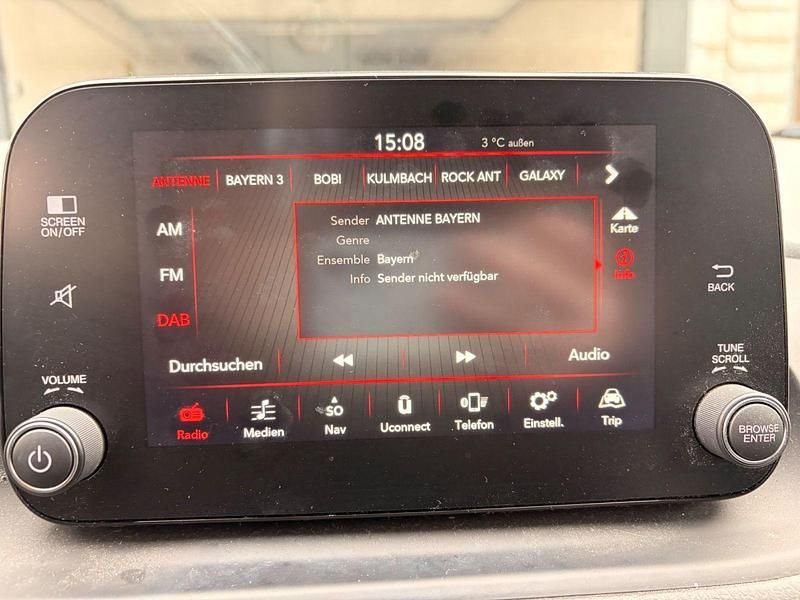 15:08 3 °C außen
ANTENNE BAYERN 3 BOBI KULMBACH ROCK ANT GALAXY
SCREEN
ON/OFF
AM
FM
DAB
Sender ANTENNE BAYERN
Genre
Ensemble Bayern
Info Sender nicht verfügbar
Karte
Info
BACK
Durchsuchen Audio
VOLUME
TUNE
SCROLL
Radio Medien SO Nav Uconnect Telefon Einstell. Trip
BROWSE
ENTER